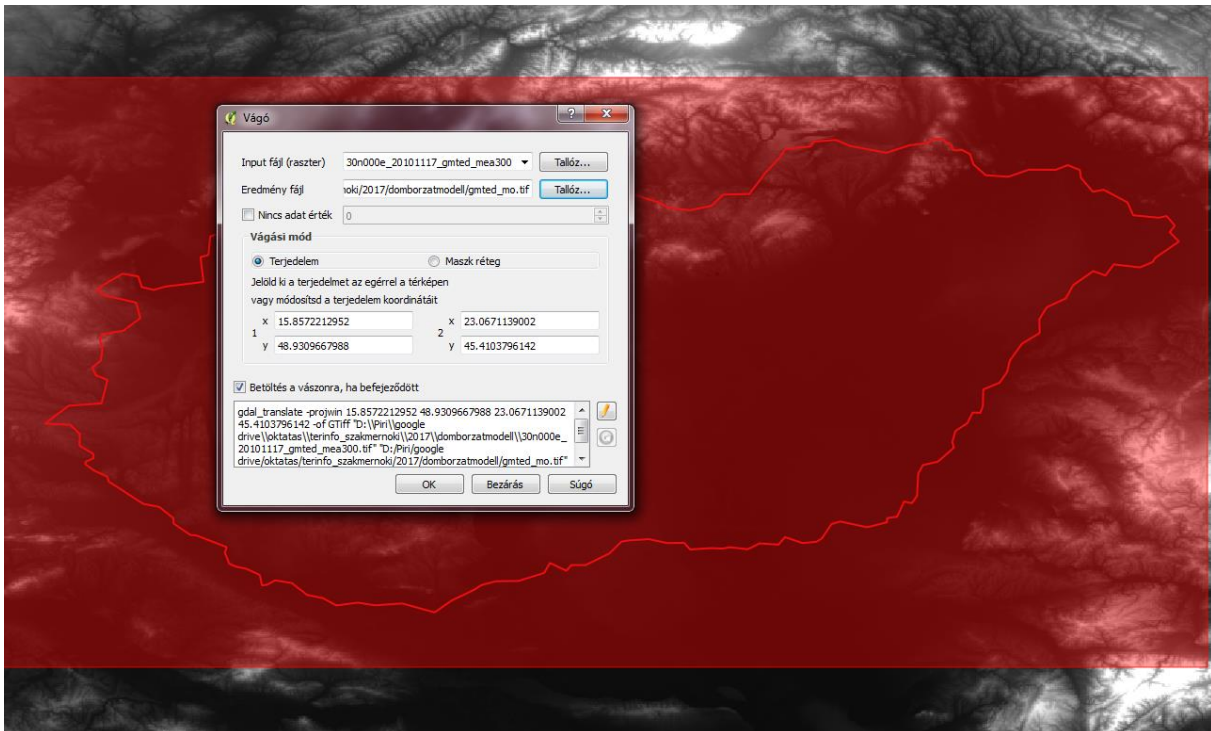 Vágó
Input fájl (raszter) 30n000e_20101117_gmted_mea300 Tallóz...
Eredmény fájl noki/2017/domborzatmodell/gmted_mo.tif Tallóz...
Nincs adat érték 0
Vágási mód
Terjedelem Maszk réteg
Jelöld ki a terjedelmet az egérrel a térképen
vagy módosítsd a terjedelem koordinátáit
x 15.8572212952 x 23.0671139002
1 2
y 48.9309667988 y 45.4103796142
Betöltés a vászonra, ha befejeződött
gdal_translate -projwin 15.8572212952 48.9309667988 23.0671139002
45.4103796142 -of GTiff "D:\\Piri\\google
drive\\oktatas\\terinfo_szakmernoki\\2017\\domborzatmodell\\30n000e_
20101117_gmted_mea300.tif" "D:/Piri/google
drive/oktatas/terinfo_szakmernoki/2017/domborzatmodell/gmted_mo.tif"
OK Bezárás Súgó